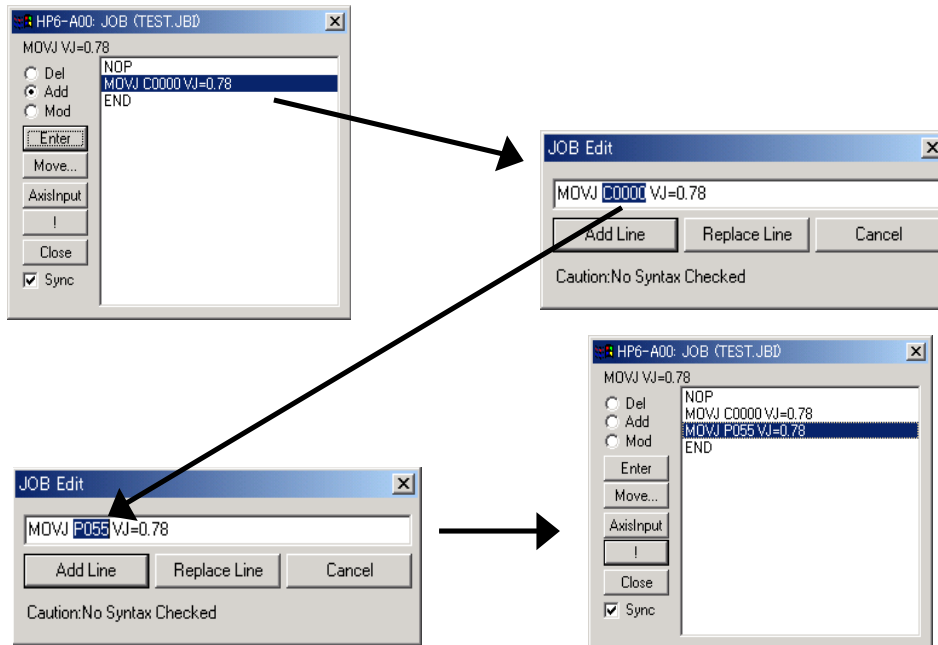 HP6-A00: JOB (TEST.JBI)
MOVJ VJ=0.78
Del
Add
Mod
Enter
Move...
AxisInput
!
Close
Sync
NOP
MOVJ C0000 VJ=0.78
END
JOB Edit
MOVJ C0000 VJ=0.78
Add Line
Replace Line
Cancel
Caution:No Syntax Checked
JOB Edit
MOVJ P055 VJ=0.78
Add Line
Replace Line
Cancel
Caution:No Syntax Checked
HP6-A00: JOB (TEST.JBI)
MOVJ VJ=0.78
Del
Add
Mod
Enter
Move...
AxisInput
!
Close
Sync
NOP
MOVJ C0000 VJ=0.78
MOVJ P055 VJ=0.78
END